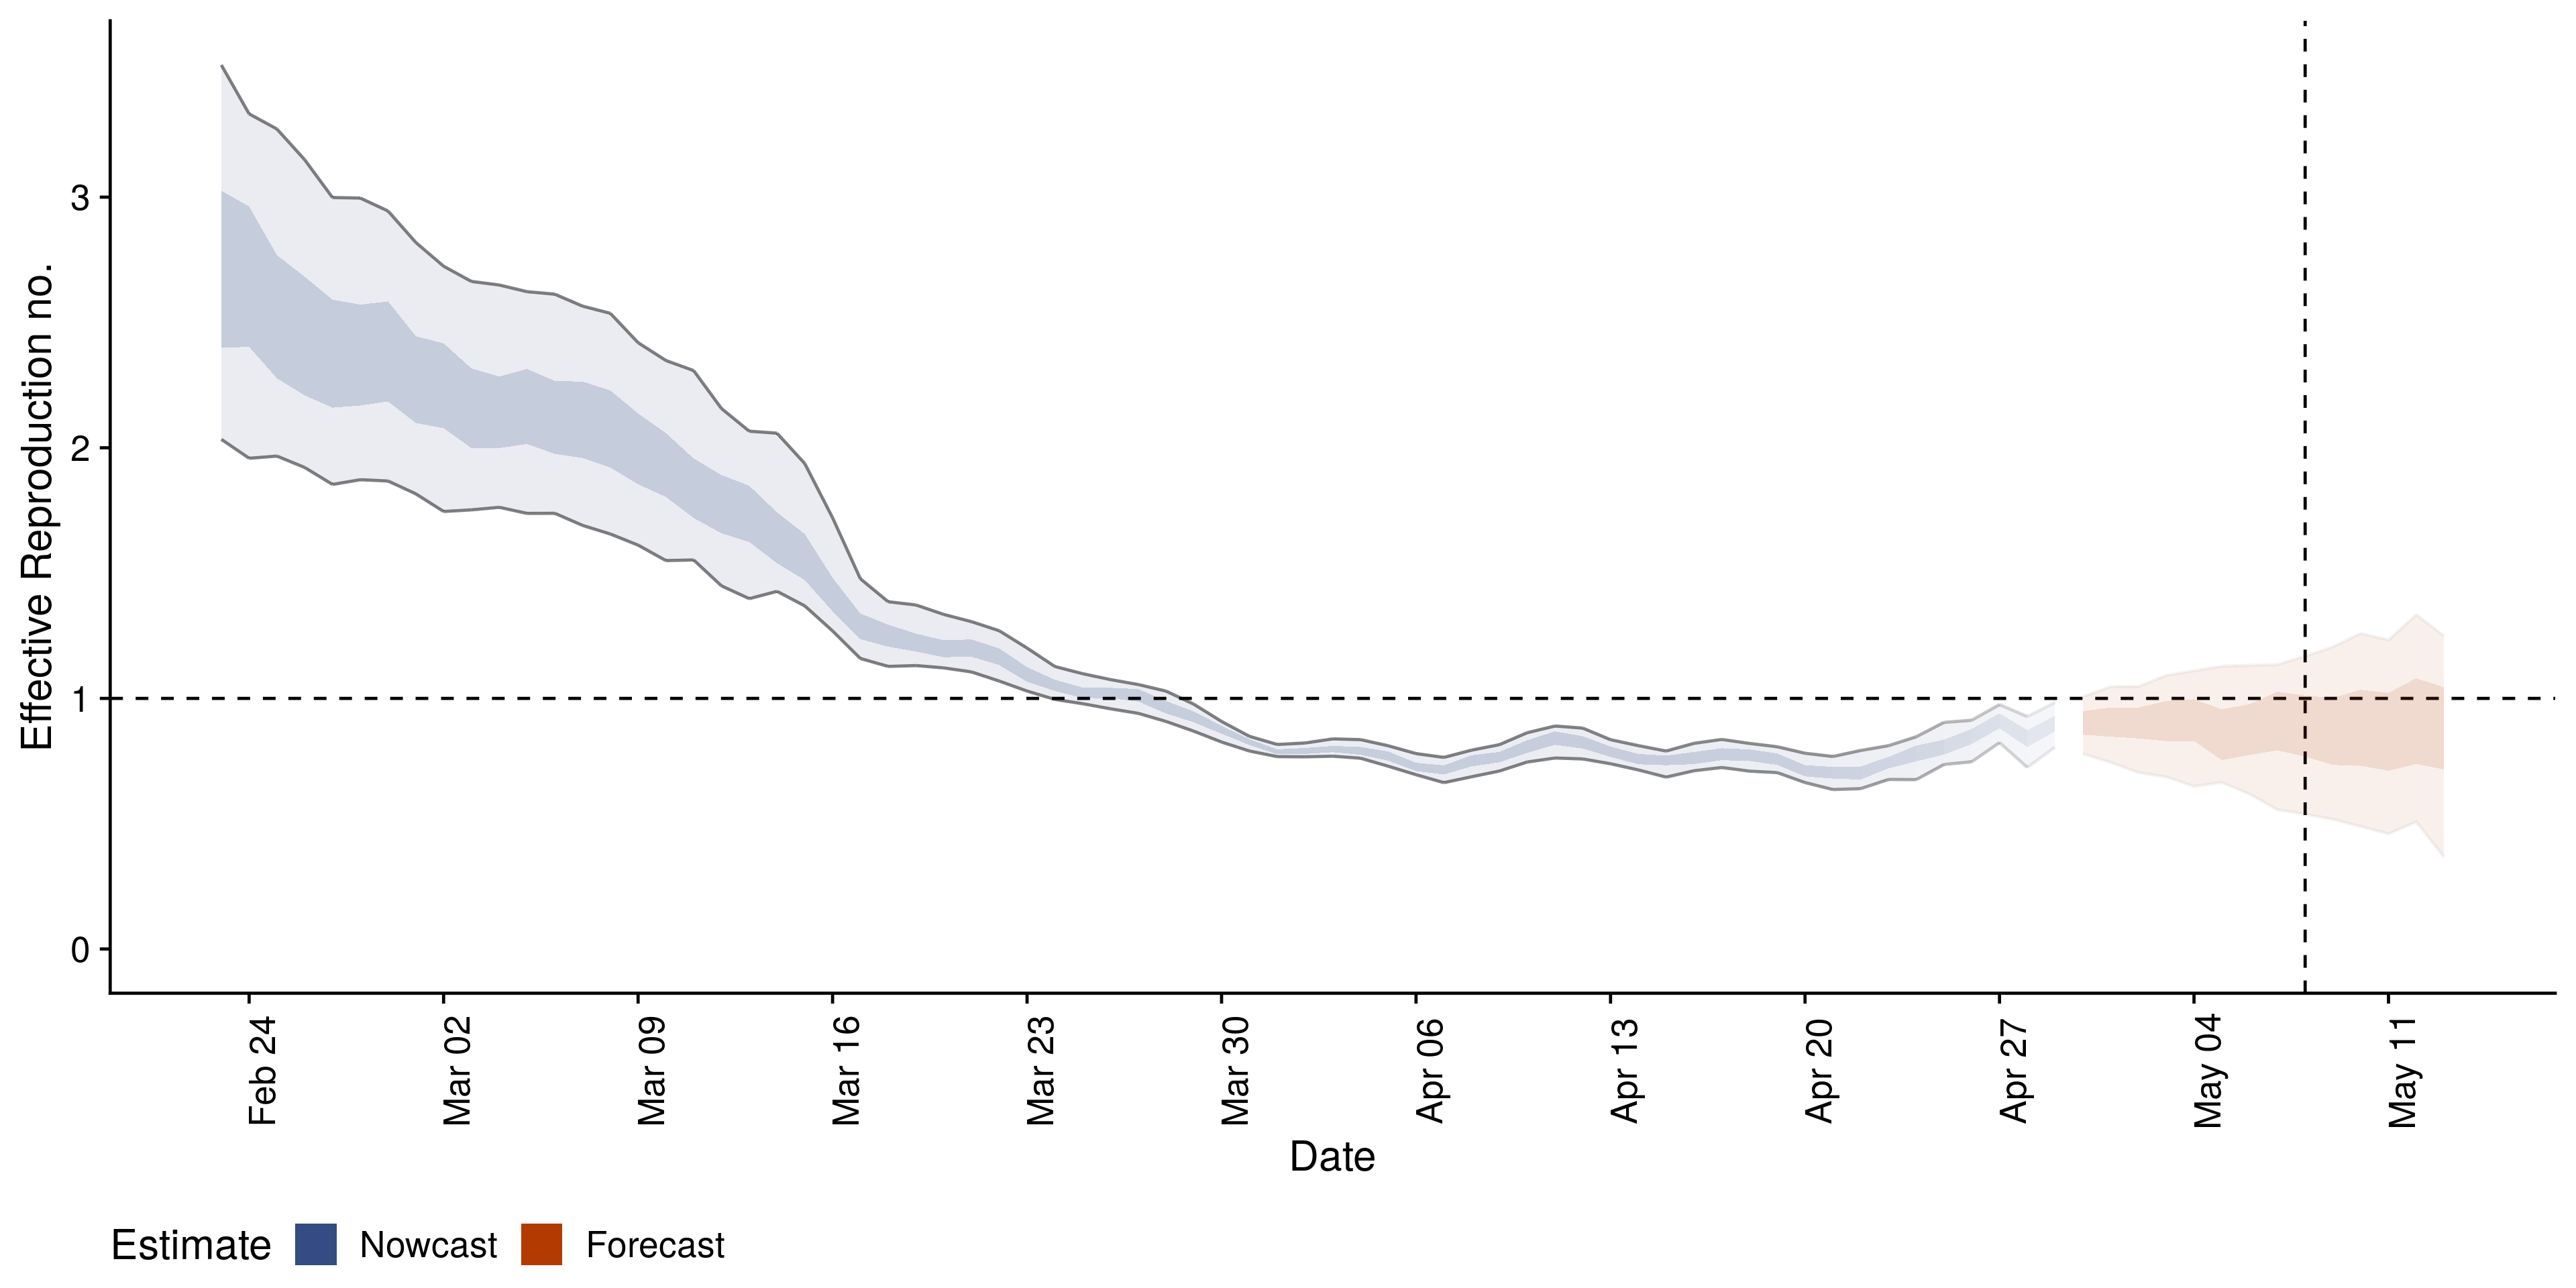 Effective Reproduction no.
3
2
1
0
Feb 24
Mar 02
Mar 09
Mar 16
Mar 23
Mar 30
Apr 06
Apr 13
Apr 20
Apr 27
May 04
May 11
Date
Estimate Nowcast Forecast